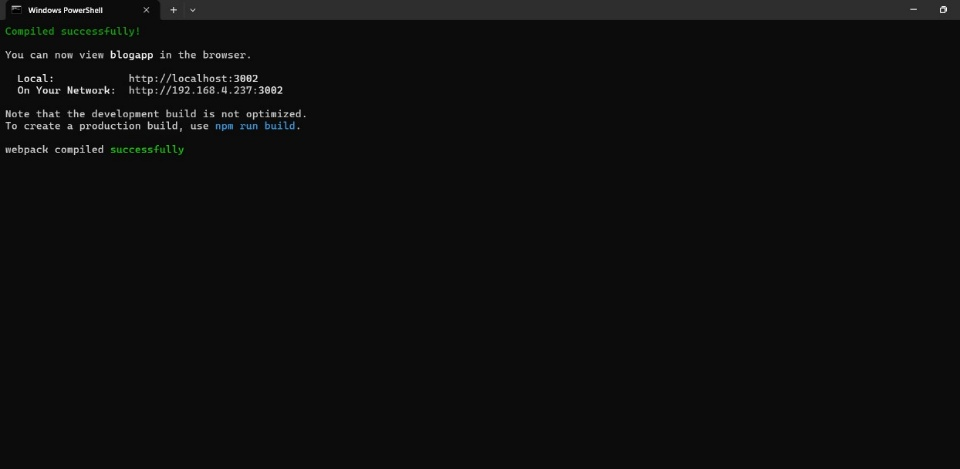 Windows PowerShell
Compiled successfully!
You can now view blogapp in the browser.
Local: http://localhost:3002
On Your Network: http://192.168.4.237:3002
Note that the development build is not optimized.
To create a production build, use npm run build.
webpack compiled successfully